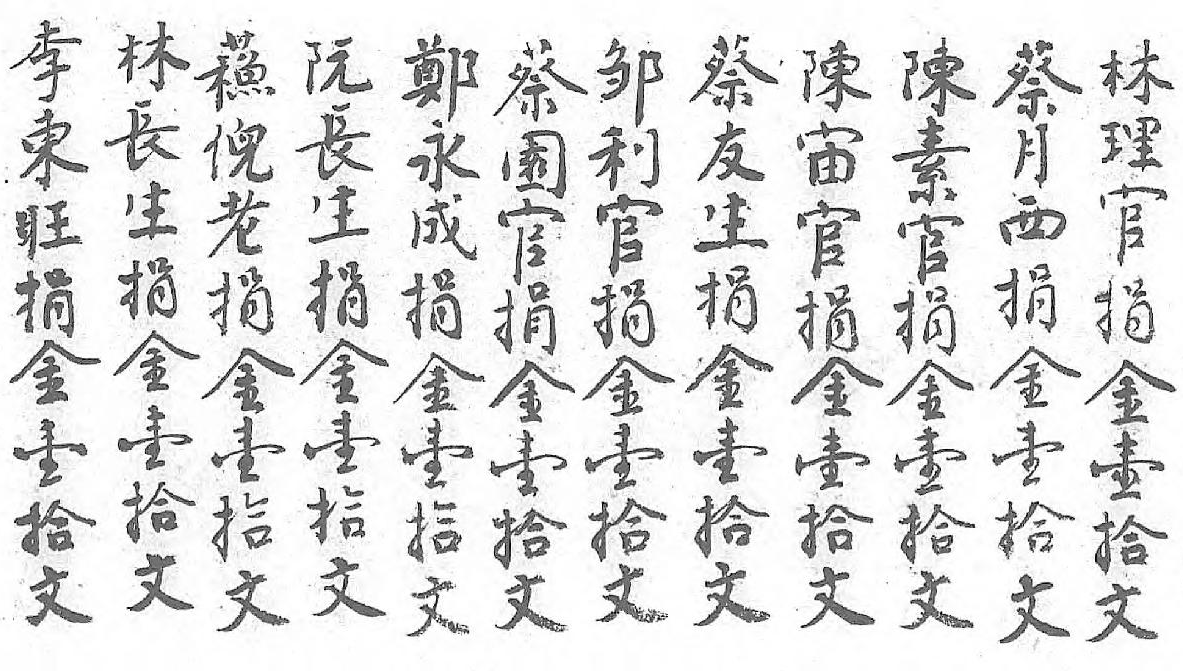 林理官捐金壹拾文
蔡月西捐金壹拾文
陳素官捐金壹拾文
陳宙官捐金壹拾文
蔡友生捐金壹拾文
邹利官捐金壹拾文
蔡園官捐金壹拾文
鄭永成捐金壹拾文
阮長生捐金壹拾文
蘓倪老捐金壹拾文
林長生捐金壹拾文
李東旺捐金壹拾文